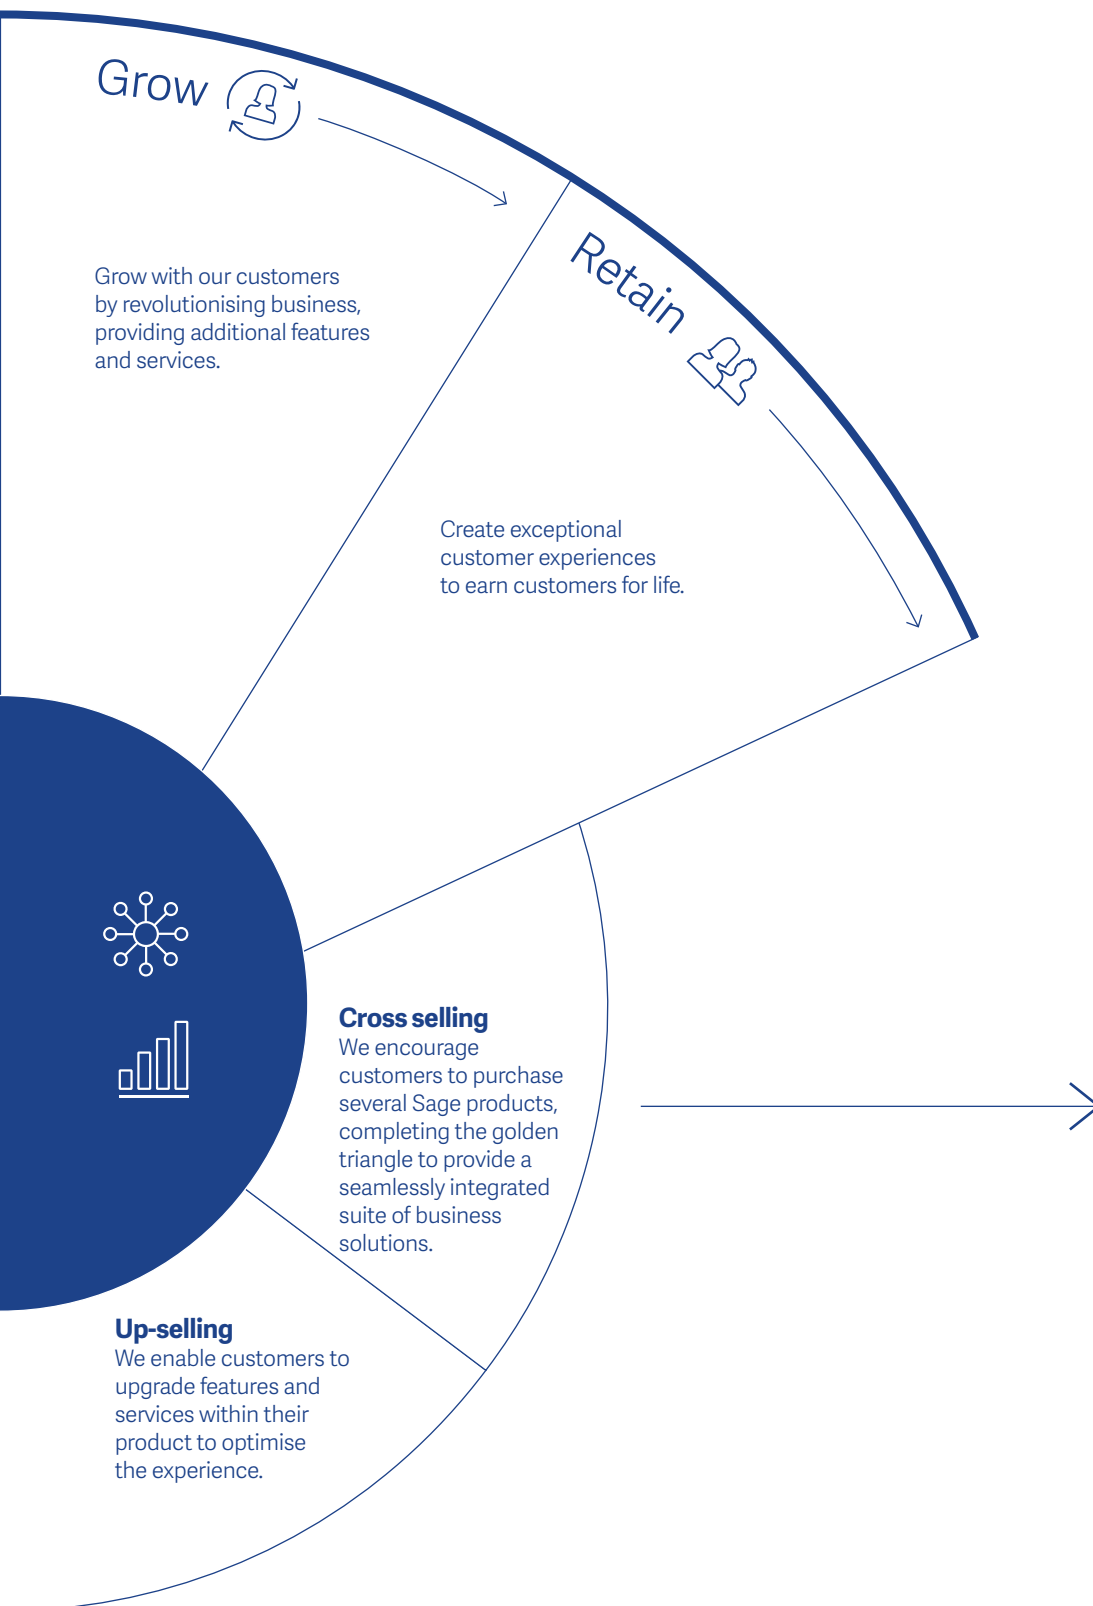 Grow
Grow with our customers
by revolutionising business,
providing additional features
and services.
Retain
Create exceptional
customer experiences
to earn customers for life.
Cross selling
We encourage
customers to purchase
several Sage products,
completing the golden
triangle to provide a
seamlessly integrated
suite of business
solutions.
Up-selling
We enable customers to
upgrade features and
services within their
product to optimise
the experience.